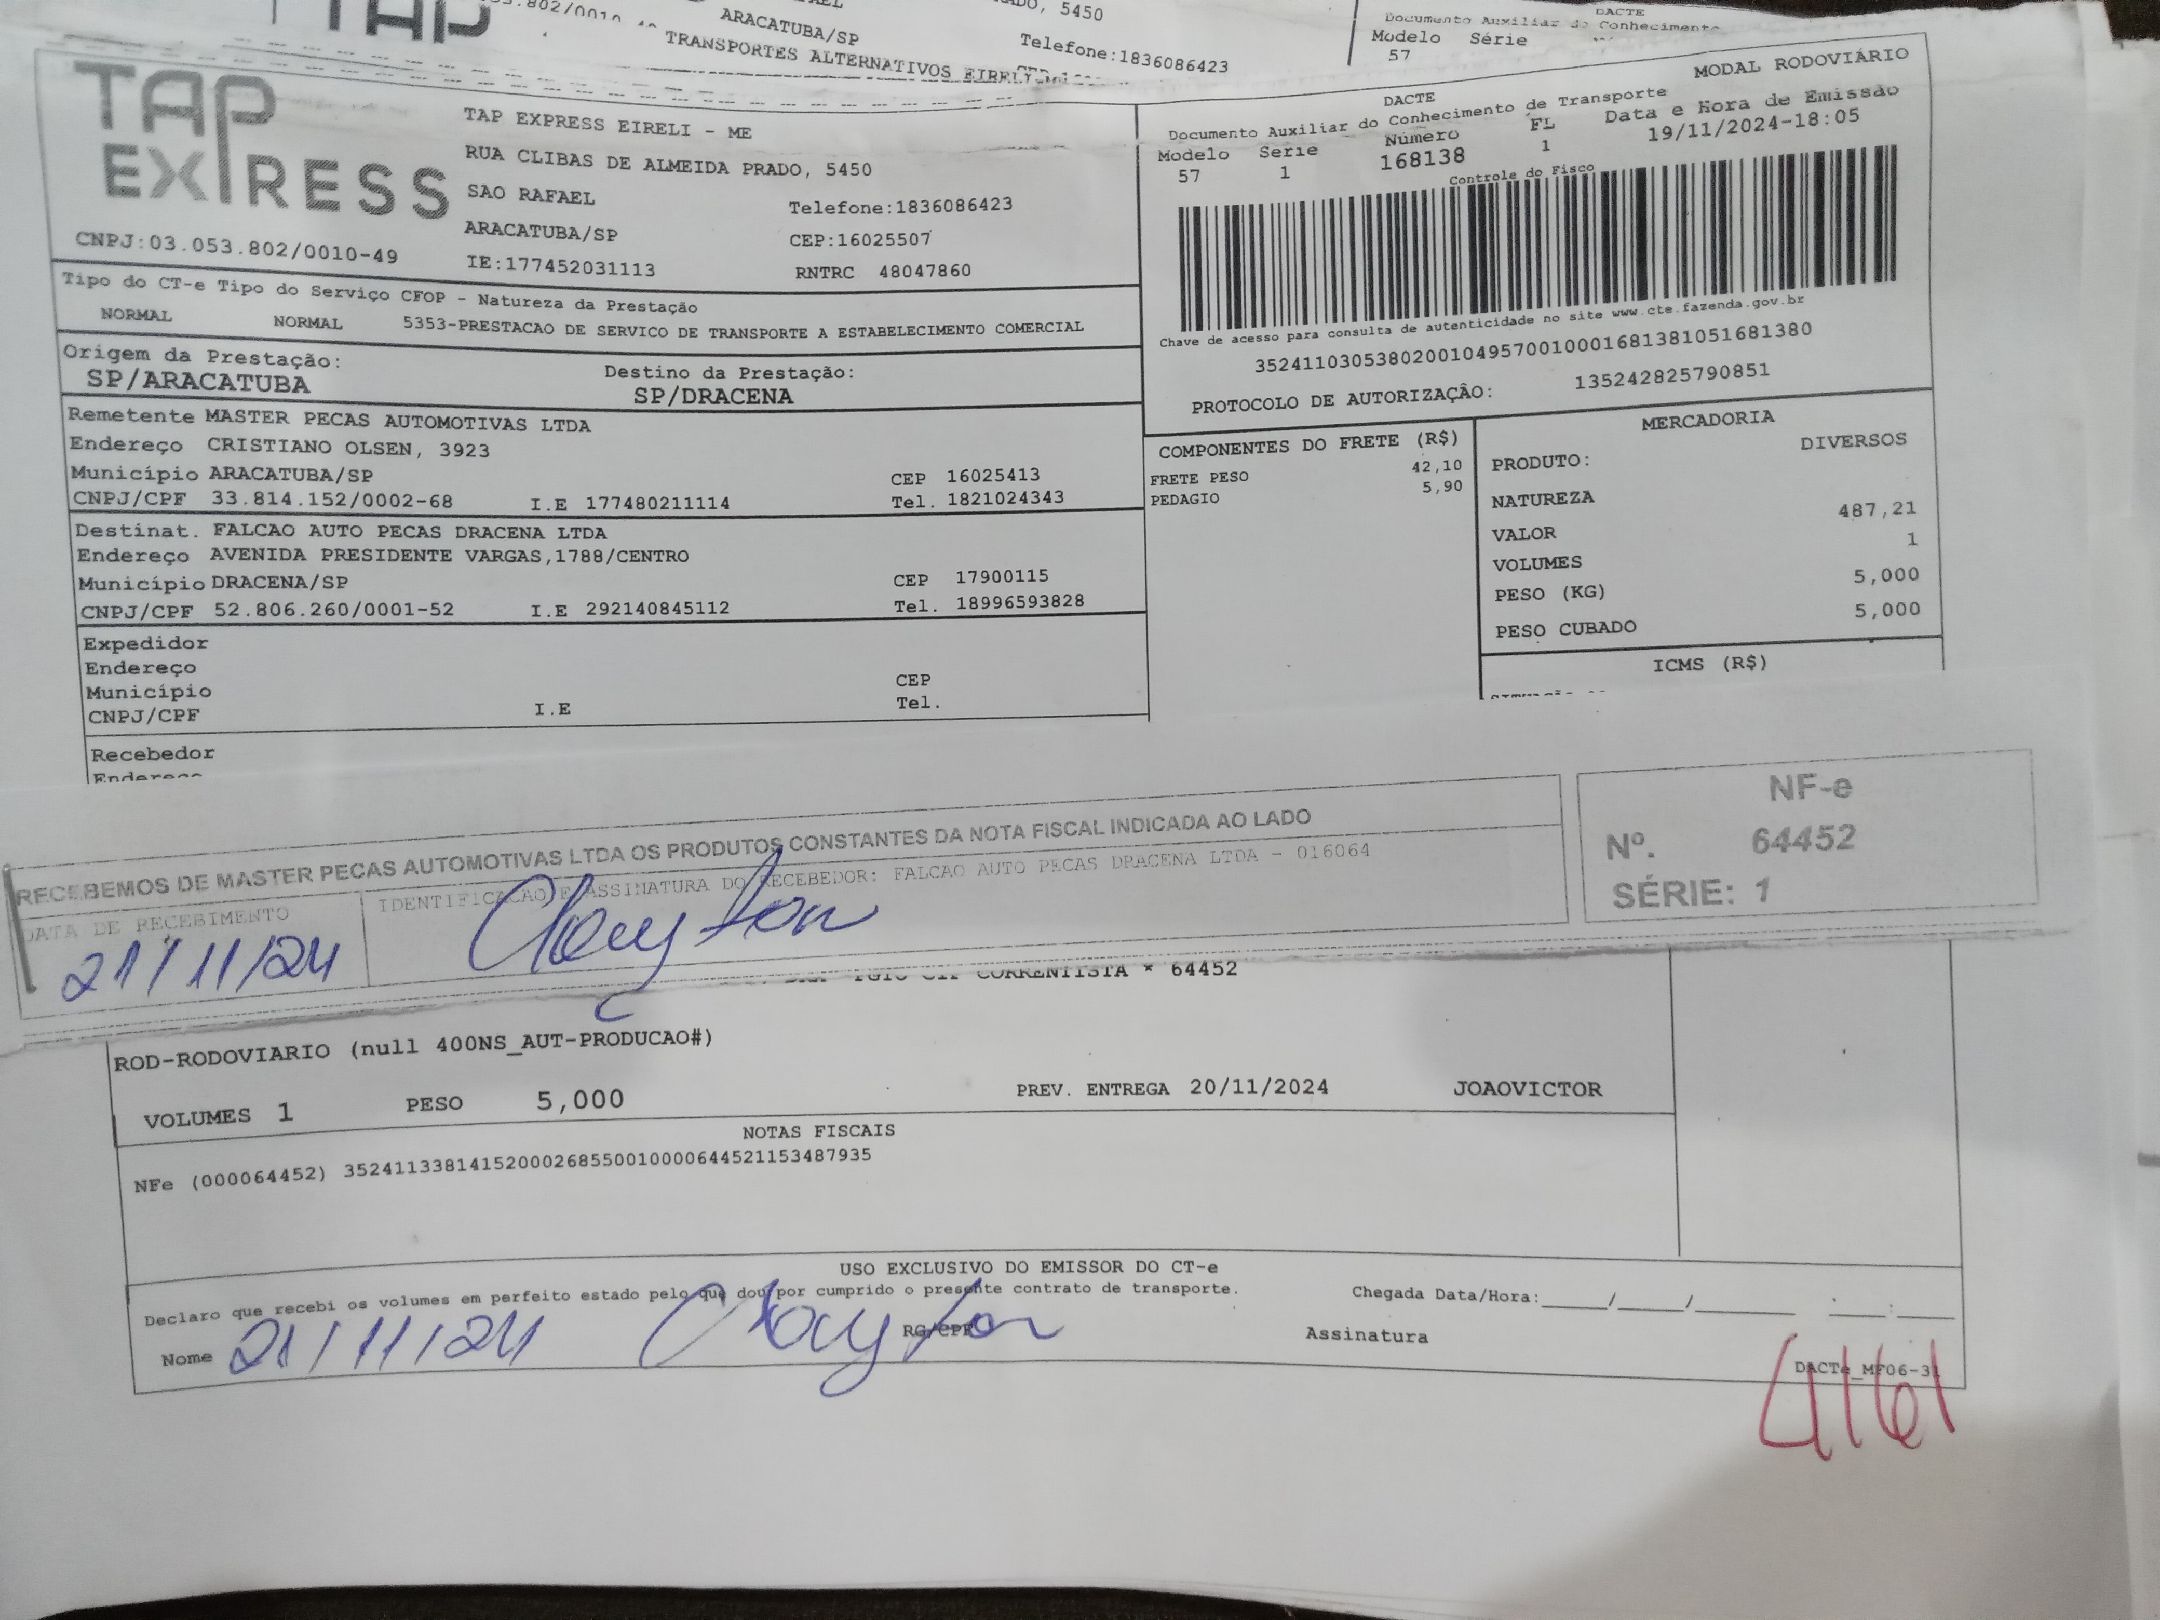 TAP
ARACATUBA/SP
5450
Telefone:1836086423
TRANSPORTES ALTERNATIVOS EIRELI
DACTE
Documento Auxiliar do Conhecimento
Modelo Série
57
TAP EXPRESS
TAP EXPRESS EIRELI - ME
RUA CLIBAS DE ALMEIDA PRADO, 5450
SAO RAFAEL Telefone:1836086423
ARACATUBA/SP CEP:16025507
CNPJ:03.053.802/0010-49 IE:177452031113 RNTRC 48047860
MODAL RODOVIÁRIO
DACTE
Documento Auxiliar do Conhecimento de Transporte
Modelo Serie Número FL Data e Hora de Emissão
57 1 168138 1 19/11/2024-18:05
Controle do Fisco
Chave de acesso para consulta de autenticidade no site www.cte.fazenda.gov.br
35241103053802001049570010001681381051681380
PROTOCOLO DE AUTORIZAÇÂO: 135242825790851
Tipo do CT-e Tipo do Serviço CFOP - Natureza da Prestação
NORMAL NORMAL 5353-PRESTACAO DE SERVICO DE TRANSPORTE A ESTABELECIMENTO COMERCIAL
Origem da Prestação: Destino da Prestação:
SP/ARACATUBA SP/DRACENA
Remetente MASTER PECAS AUTOMOTIVAS LTDA
Endereço CRISTIANO OLSEN, 3923
Município ARACATUBA/SP CEP 16025413
CNPJ/CPF 33.814.152/0002-68 I.E 177480211114 Tel. 1821024343
Destinat. FALCAO AUTO PECAS DRACENA LTDA
Endereço AVENIDA PRESIDENTE VARGAS,1788/CENTRO
Município DRACENA/SP CEP 17900115
CNPJ/CPF 52.806.260/0001-52 I.E 292140845112 Tel. 18996593828
Expedidor
Endereço
Município CEP
CNPJ/CPF I.E Tel.
Recebedor
Endereço
COMPONENTES DO FRETE (R$)
FRETE PESO 42,10
PEDAGIO 5,90
MERCADORIA
PRODUTO: DIVERSOS
NATUREZA
VALOR 487,21
VOLUMES 1
PESO (KG) 5,000
PESO CUBADO 5,000
ICMS (R$)
RECEBEMOS DE MASTER PECAS AUTOMOTIVAS LTDA OS PRODUTOS CONSTANTES DA NOTA FISCAL INDICADA AO LADO
DATA DE RECEBIMENTO IDENTIFICACAO E ASSINATURA DO RECEBEDOR: FALCAO AUTO PECAS DRACENA LTDA - 016064
21/11/24 Clayton
NF-e
Nº. 64452
SÉRIE: 1
CORRENTISTA * 64452
ROD-RODOVIARIO (null 400NS_AUT-PRODUCAO#)
VOLUMES 1 PESO 5,000 PREV. ENTREGA 20/11/2024 JOAOVICTOR
NOTAS FISCAIS
NFe (000064452) 35241133814152000268550010000644521153487935
USO EXCLUSIVO DO EMISSOR DO CT-e
Declaro que recebi os volumes em perfeito estado pelo que dou por cumprido o presente contrato de transporte.
Chegada Data/Hora:_____/_____/________ __:____
Nome 21/11/24 Clayton RG/CPF Assinatura
DACTe_MF06-31